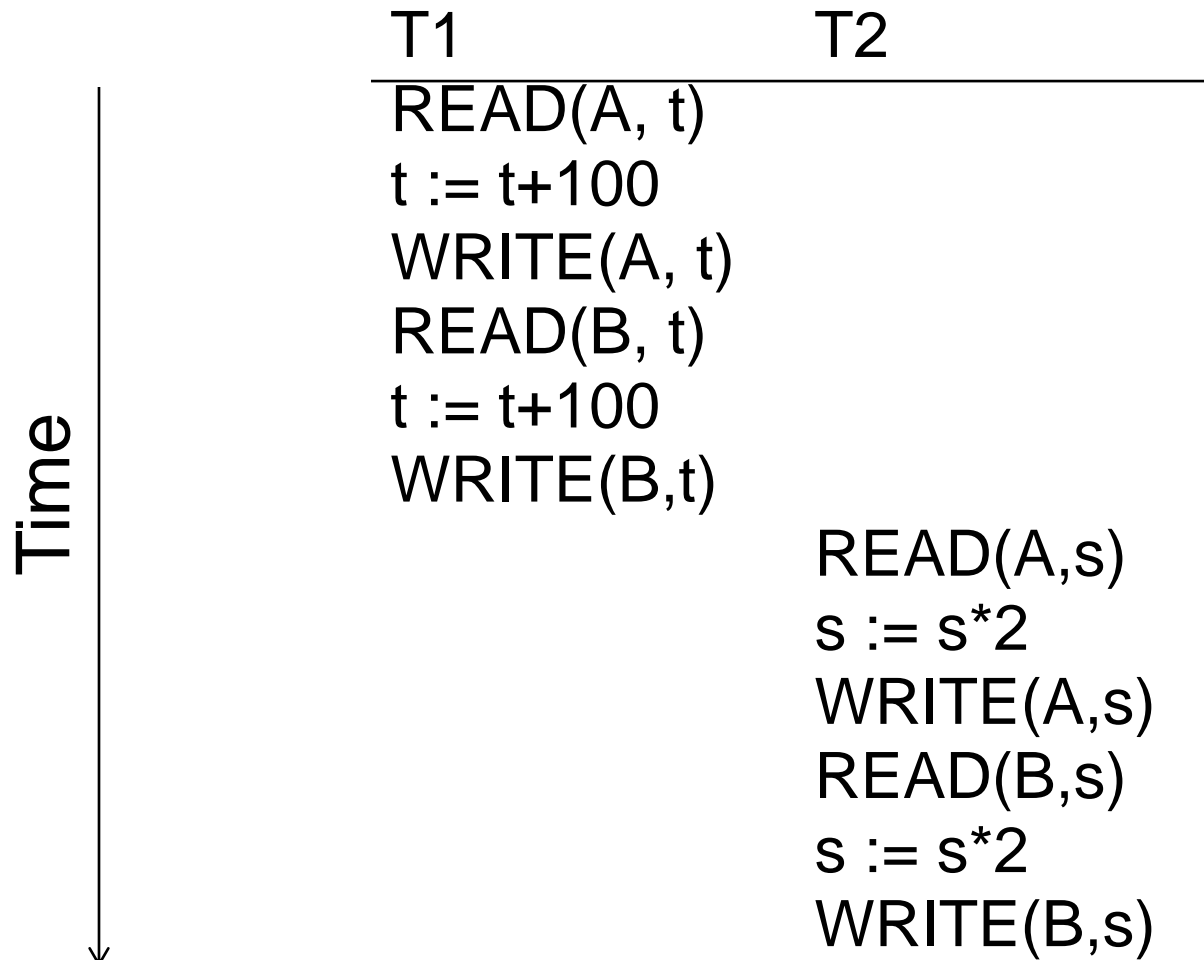 T1 T2
READ(A, t)
t := t+100
WRITE(A, t)
READ(B, t)
t := t+100
WRITE(B,t)
READ(A,s)
s := s*2
WRITE(A,s)
READ(B,s)
s := s*2
WRITE(B,s)
Time